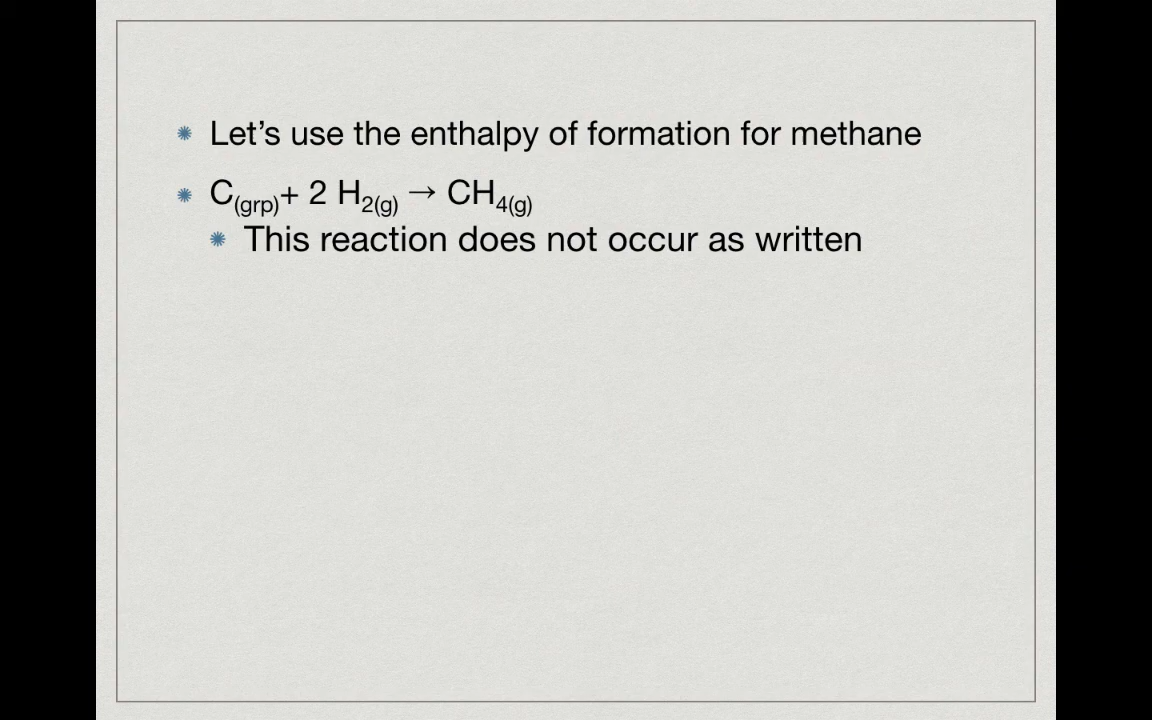 Let’s use the enthalpy of formation for methane
C(grp)+ 2 H2(g) → CH4(g)
This reaction does not occur as written